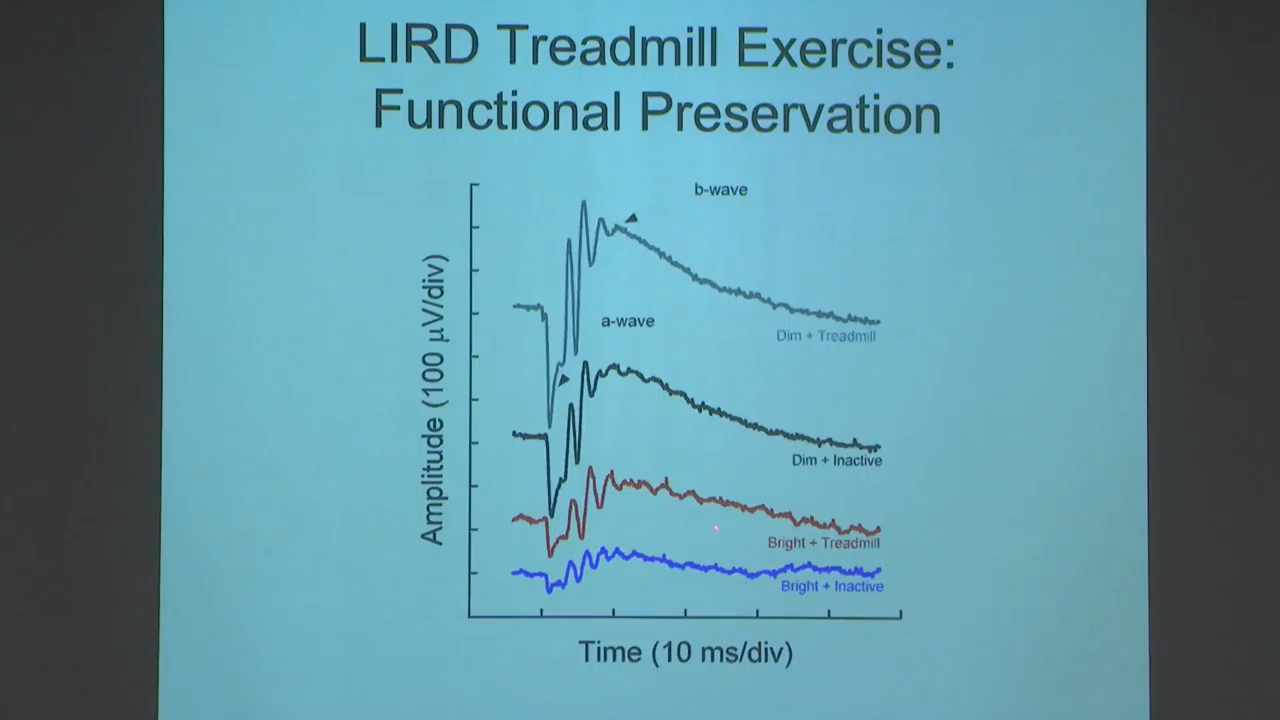 LIRD Treadmill Exercise:
Functional Preservation
b-wave
a-wave
Dim + Treadmill
Dim + Inactive
Bright + Treadmill
Bright + Inactive
Amplitude (100 µV/div)
Time (10 ms/div)